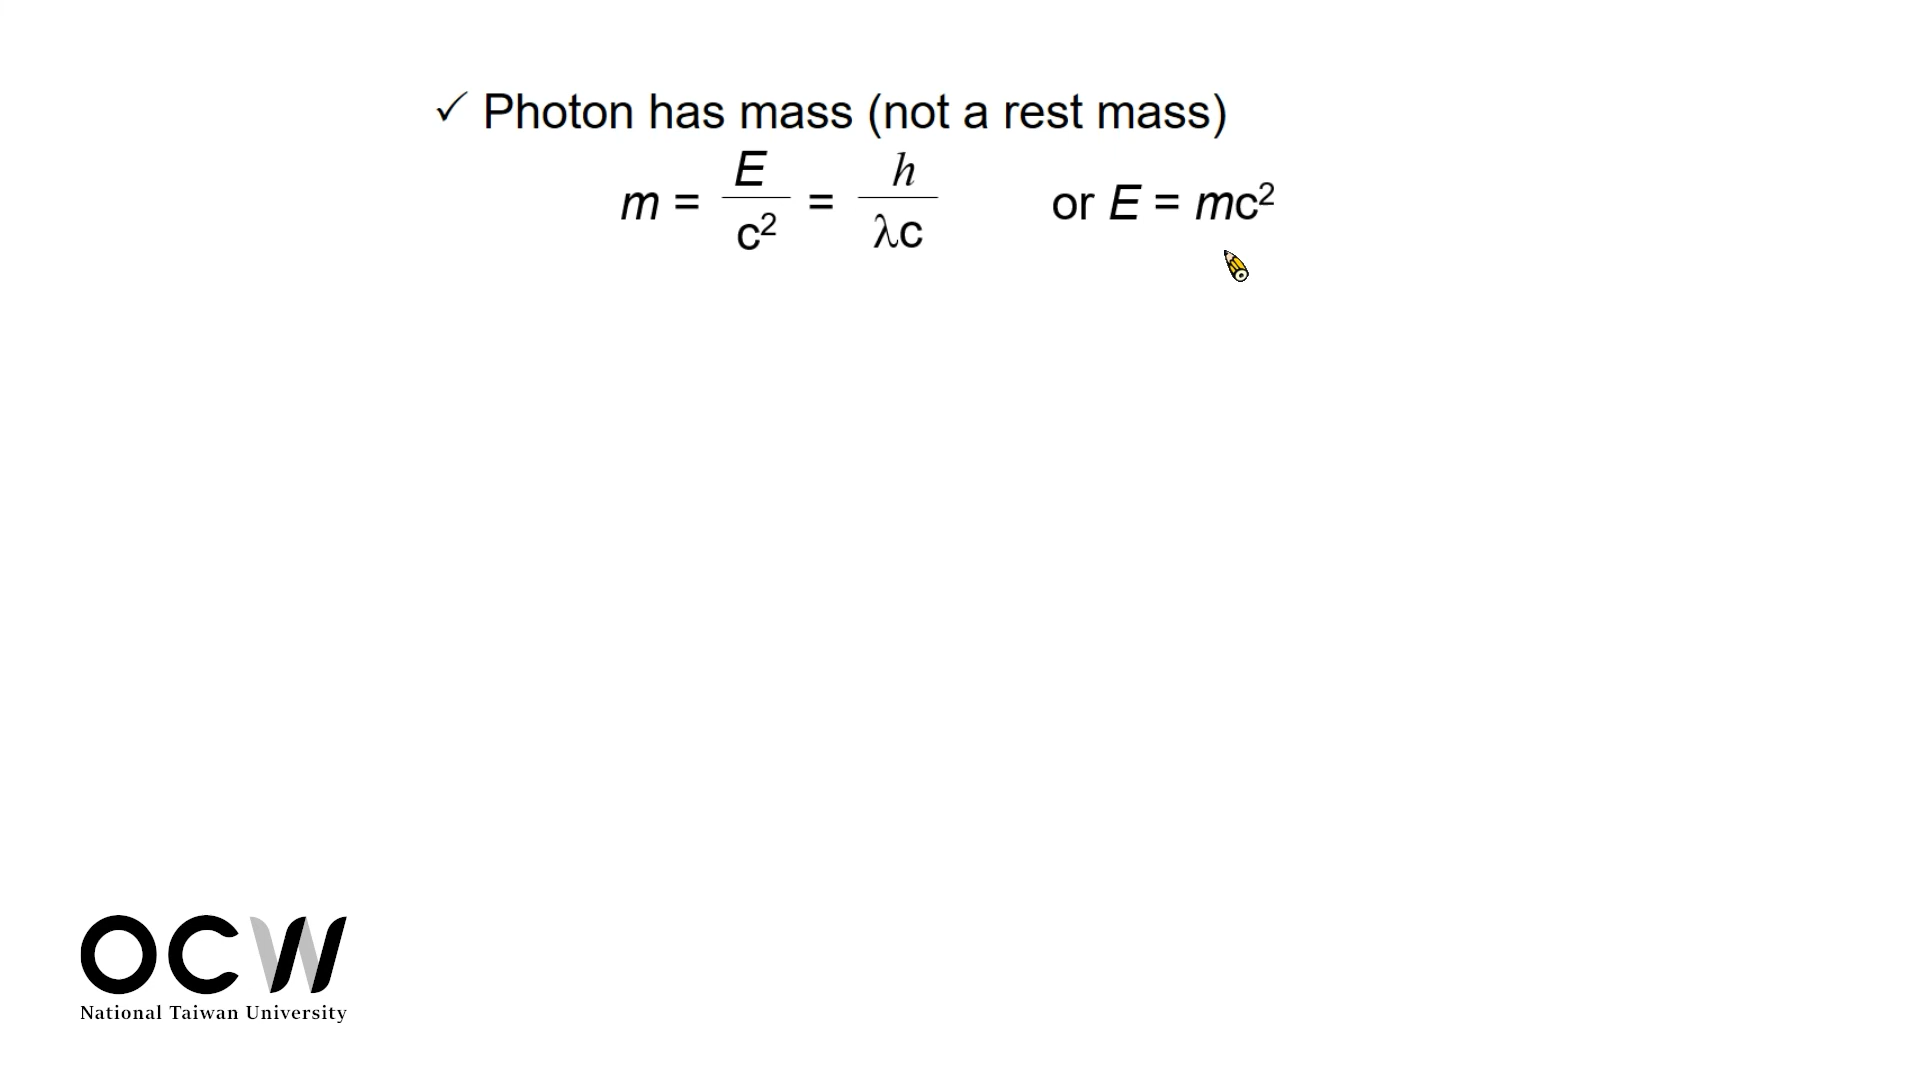 ✓ Photon has mass (not a rest mass)
m = E/c² = h/λc or E = mc²
OCW
National Taiwan University